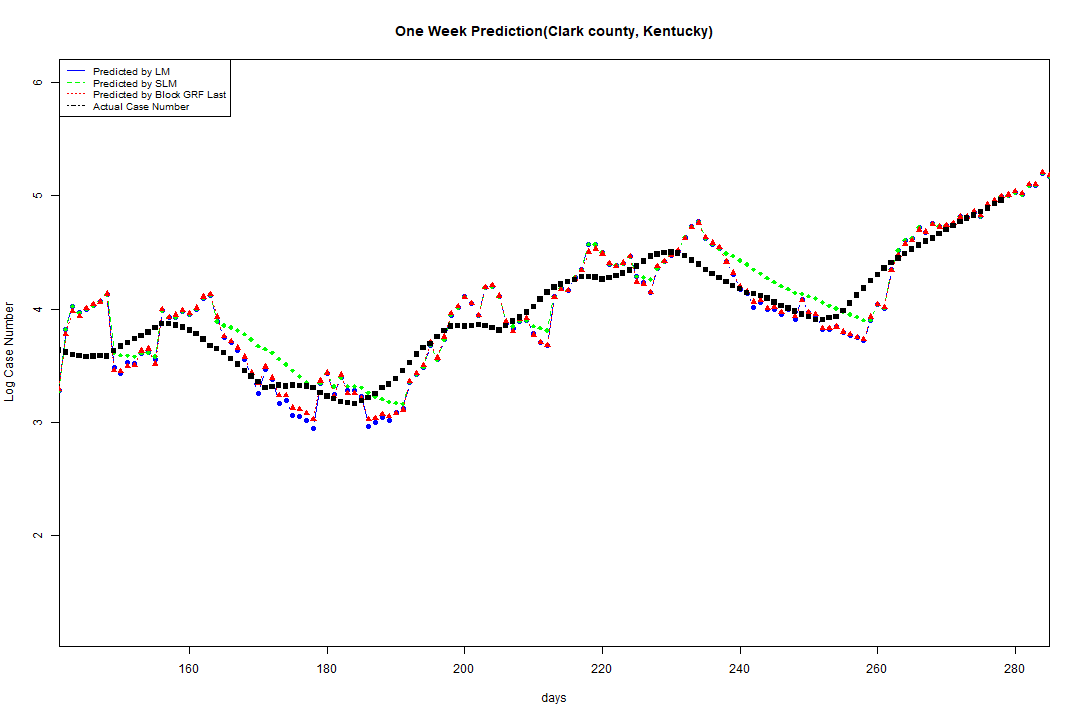 One Week Prediction(Clark county, Kentucky)
Predicted by LM
Predicted by SLM
Predicted by Block GRF Last
Actual Case Number
6
5
4
3
2
Log Case Number
160 180 200 220 240 260 280
days